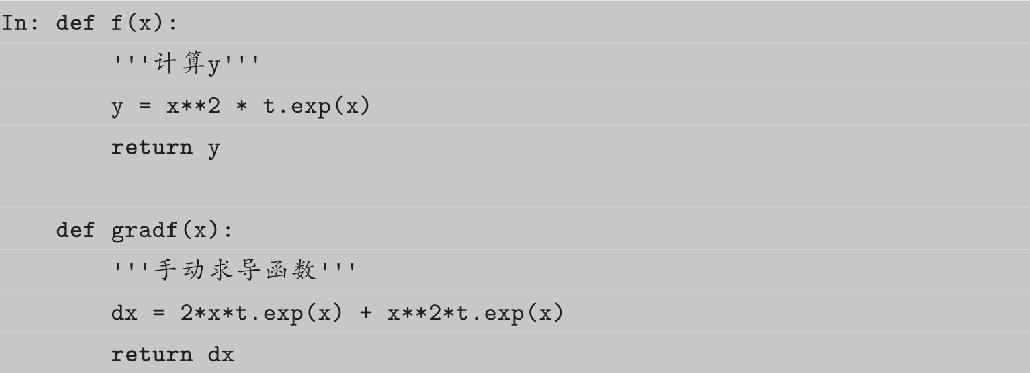 In: def f(x):
'''计算y'''
y = x**2 * t.exp(x)
return y
def gradf(x):
'''手动求导函数'''
dx = 2*x*t.exp(x) + x**2*t.exp(x)
return dx